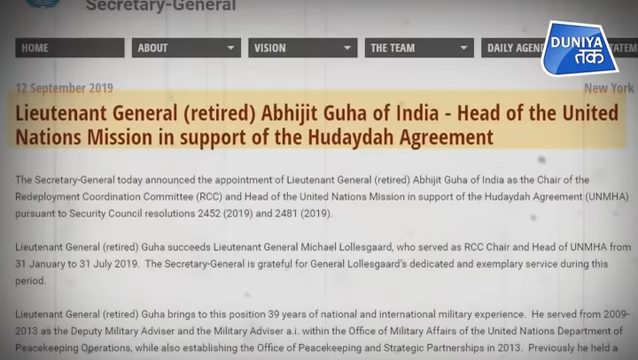 Secretary-General
HOME ABOUT VISION THE TEAM DAILY AGEN
DUNIYA
तक
12 September 2019 New York
Lieutenant General (retired) Abhijit Guha of India - Head of the United
Nations Mission in support of the Hudaydah Agreement
The Secretary-General today announced the appointment of Lieutenant General (retired) Abhijit Guha of India as the Chair of the
Redeployment Coordination Committee (RCC) and Head of the United Nations Mission in support of the Hudaydah Agreement (UNMHA)
pursuant to Security Council resolutions 2452 (2019) and 2481 (2019).
Lieutenant General (retired) Guha succeeds Lieutenant General Michael Lollesgaard, who served as RCC Chair and Head of UNMHA from
31 January to 31 July 2019. The Secretary-General is grateful for General Lollesgaard's dedicated and exemplary service during this
period.
Lieutenant General (retired) Guha brings to this position 39 years of national and international military experience. He served from 2009-
2013 as the Deputy Military Adviser and the Military Adviser a.i. within the Office of Military Affairs of the United Nations Department of
Peacekeeping Operations, while also establishing the Office of Peacekeeping and Strategic Partnerships in 2013. Previously he held a